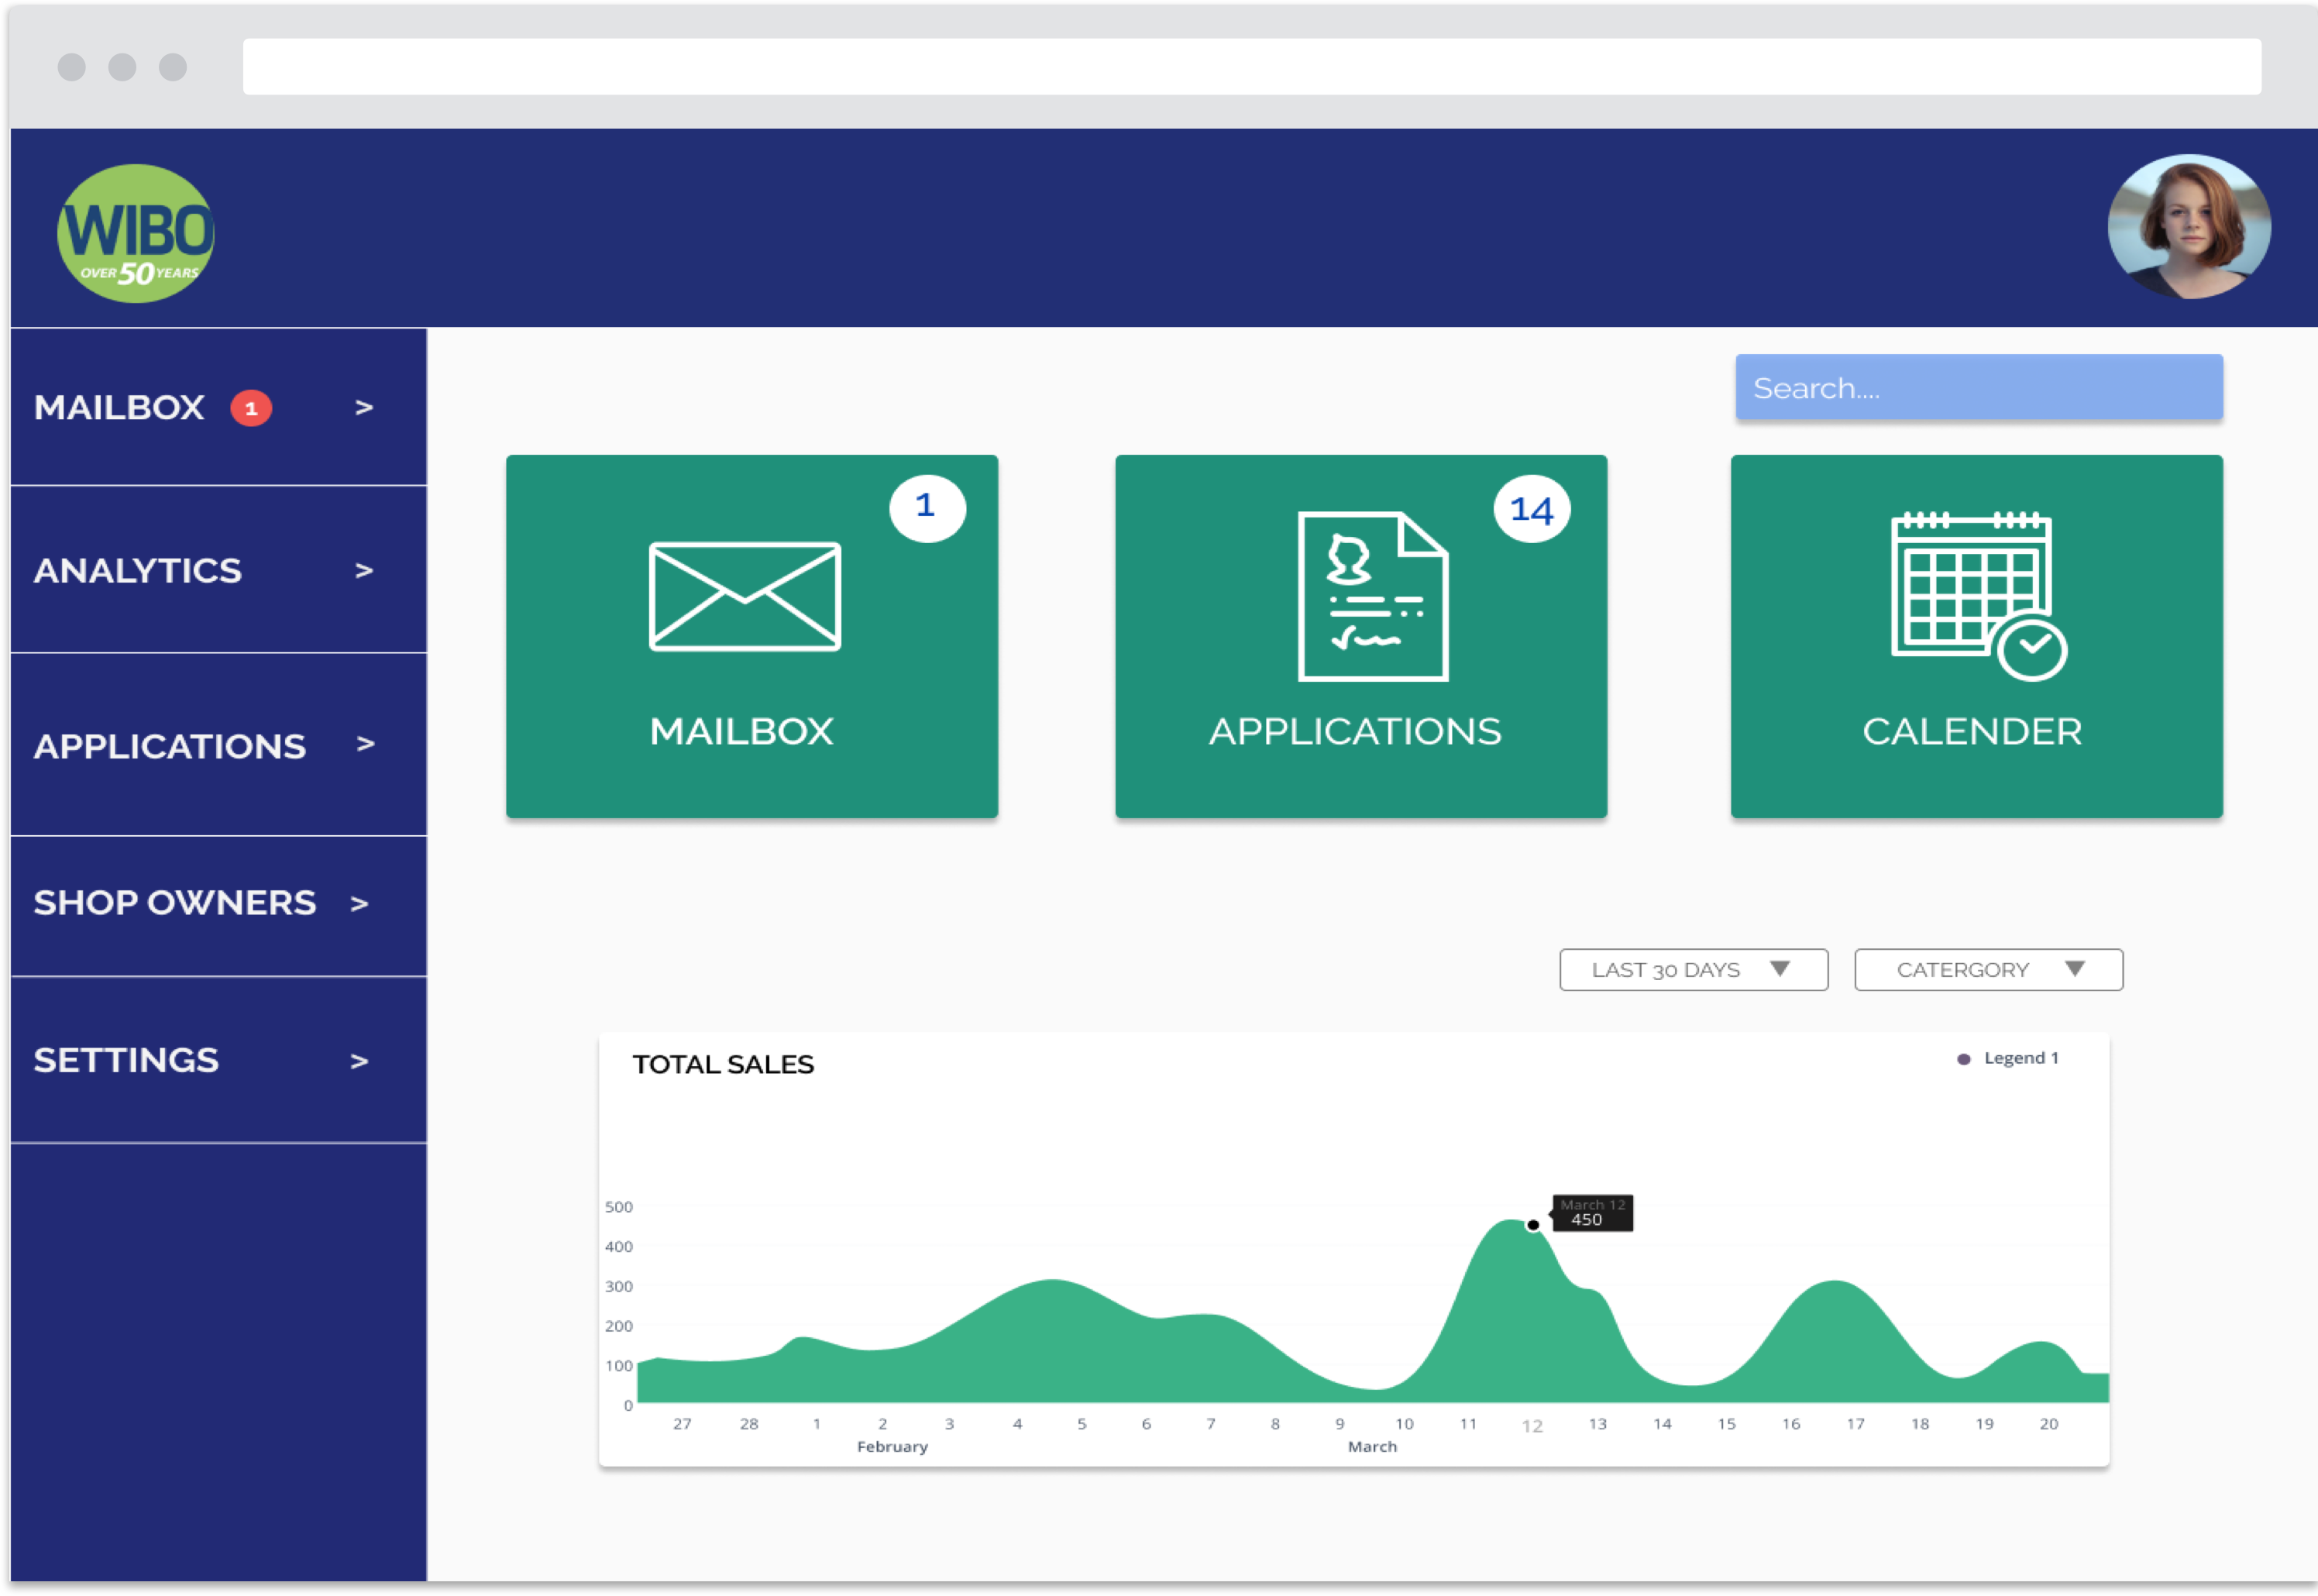 WIBO
OVER 50 YEARS
MAILBOX 1 >
ANALYTICS >
APPLICATIONS >
SHOP OWNERS >
SETTINGS >
Search....
1
MAILBOX
14
APPLICATIONS
CALENDER
LAST 30 DAYS ▼
CATERGORY ▼
TOTAL SALES
Legend 1
500
400
300
200
100
0
March 12
450
27 28 1 2 3 4 5 6 7 8 9 10 11 12 13 14 15 16 17 18 19 20
February March